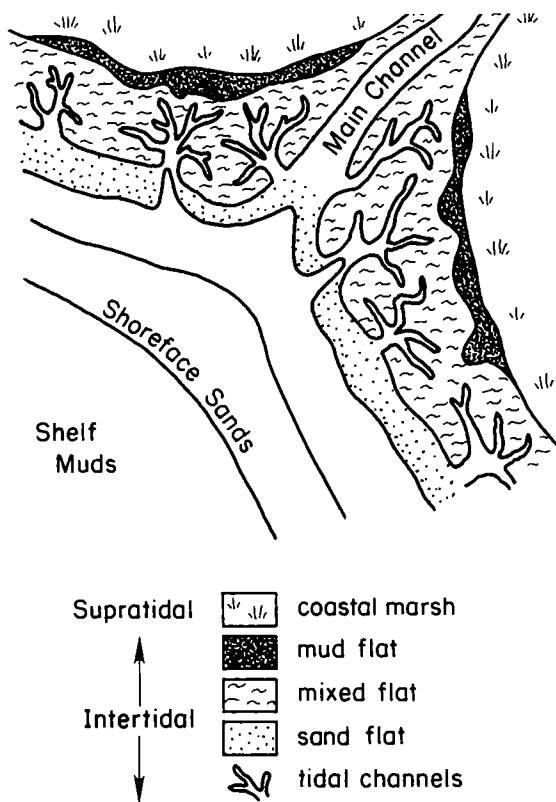 Main Channel
Shoreface Sands
Shelf
Muds
Supratidal
coastal marsh
mud flat
mixed flat
Intertidal
sand flat
tidal channels